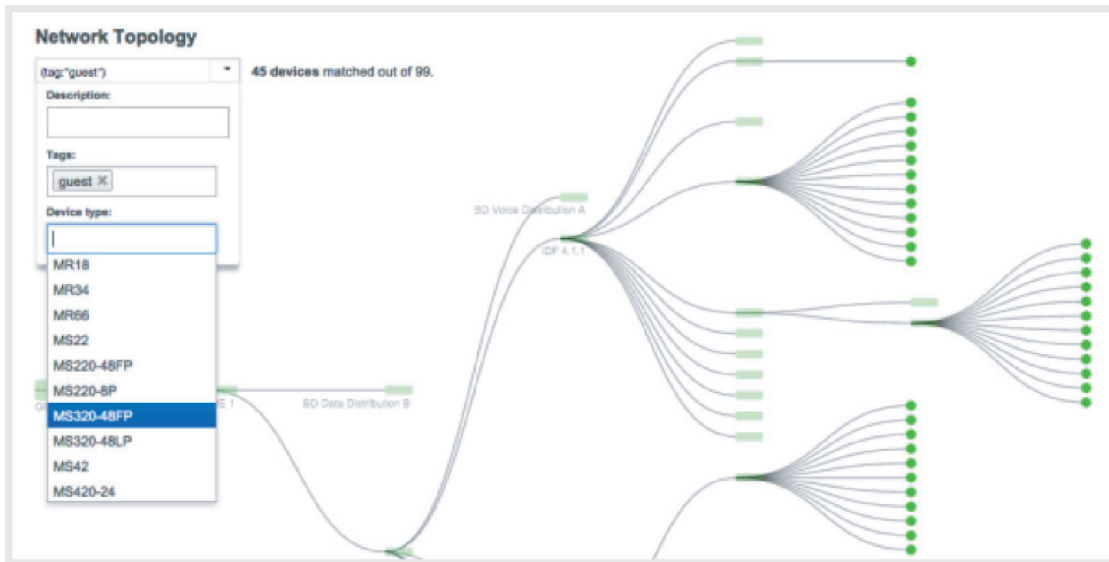 Network Topology
(tag:"guest")
45 devices matched out of 99.
Description:
Tags:
guest
Device type:
MR18
MR34
MR66
MS22
MS220-48FP
MS220-8P
MS320-48FP
MS320-48LP
MS42
MS420-24
BD Voice Distribution A
IDF 4.1.1
E 1
BD Data Distribution B